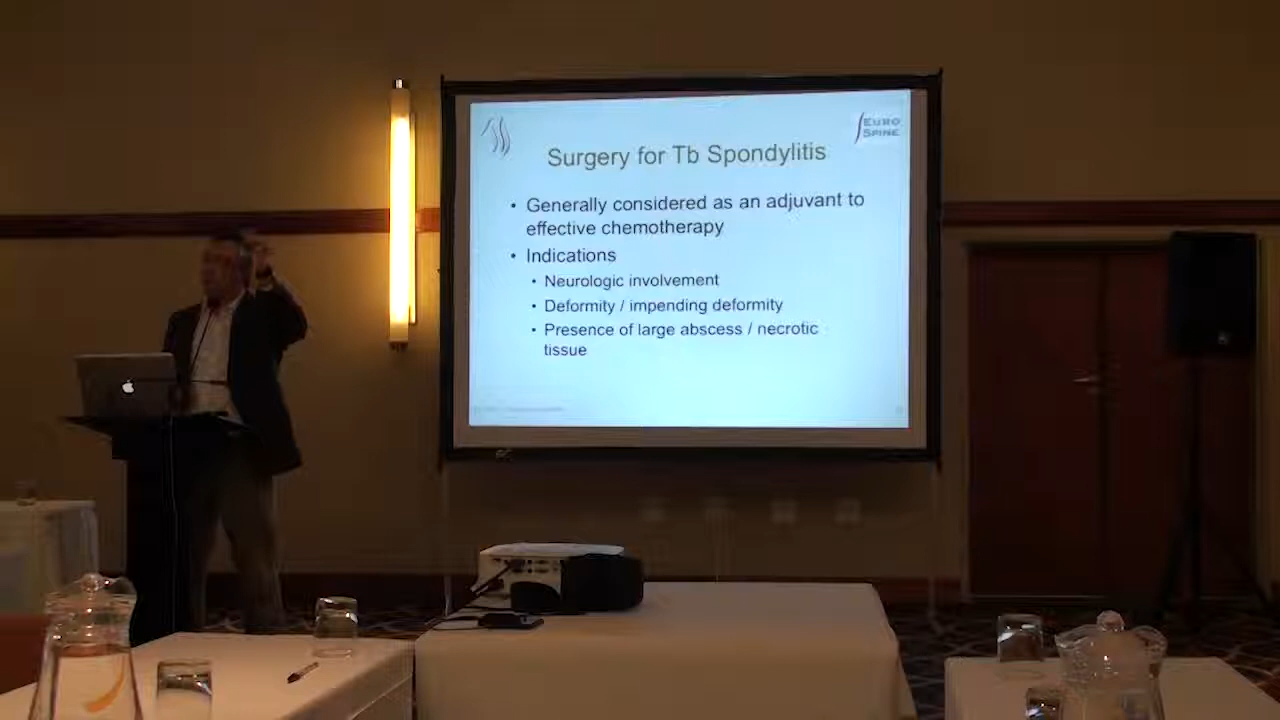 EURO
SPINE
Surgery for Tb Spondylitis
• Generally considered as an adjuvant to
effective chemotherapy
• Indications
• Neurologic involvement
• Deformity / impending deformity
• Presence of large abscess / necrotic
tissue